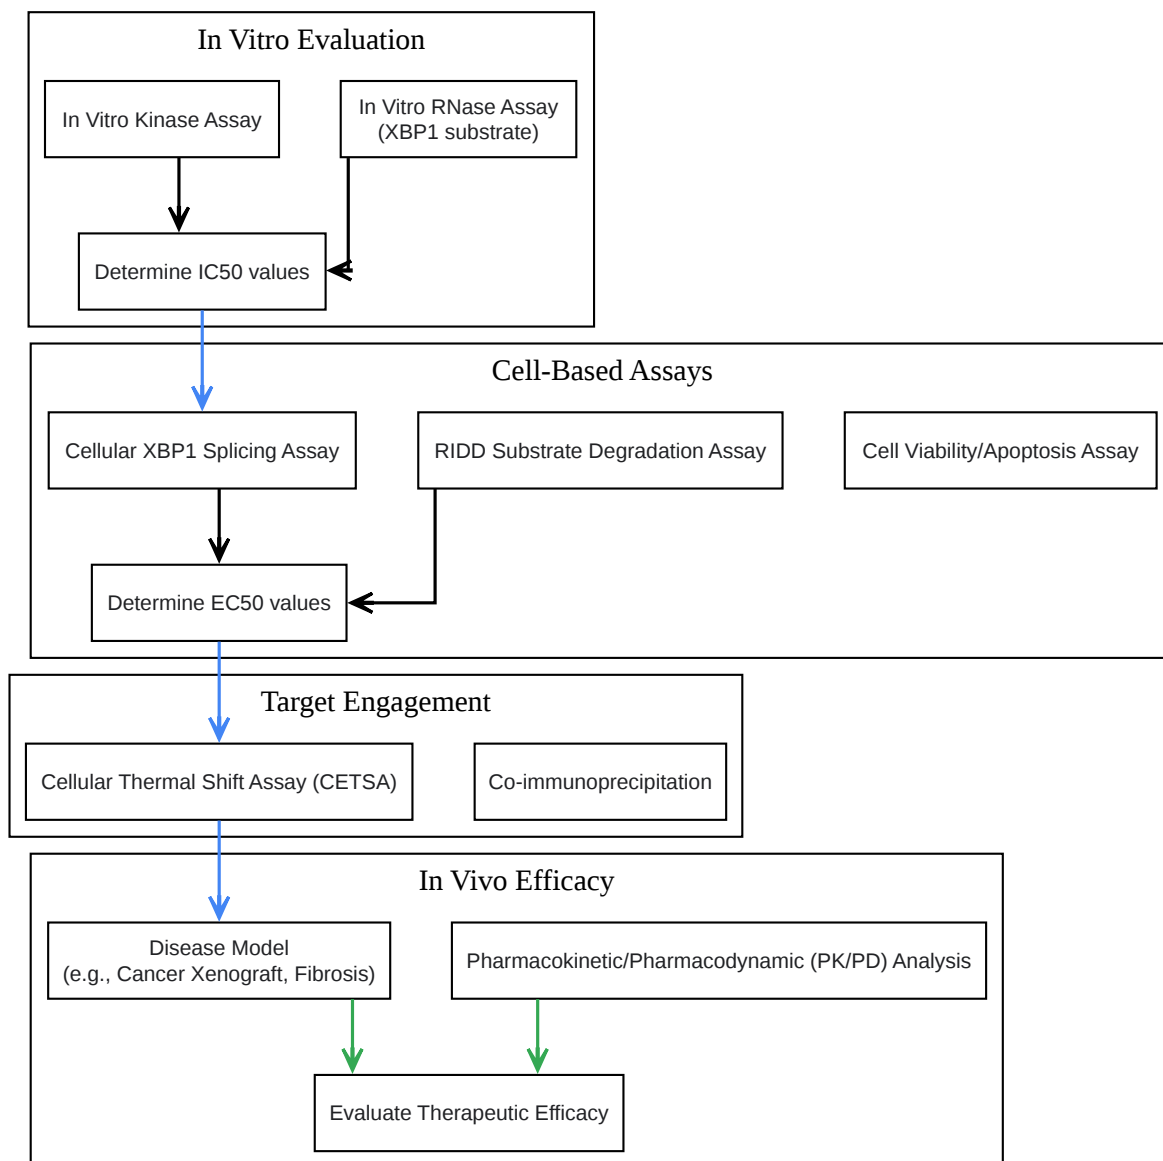 In Vitro Evaluation
In Vitro Kinase Assay
In Vitro RNase Assay
(XBP1 substrate)
Determine IC50 values
Cell-Based Assays
Cellular XBP1 Splicing Assay
RIDD Substrate Degradation Assay
Cell Viability/Apoptosis Assay
Determine EC50 values
Target Engagement
Cellular Thermal Shift Assay (CETSA)
Co-immunoprecipitation
In Vivo Efficacy
Disease Model
(e.g., Cancer Xenograft, Fibrosis)
Pharmacokinetic/Pharmacodynamic (PK/PD) Analysis
Evaluate Therapeutic Efficacy